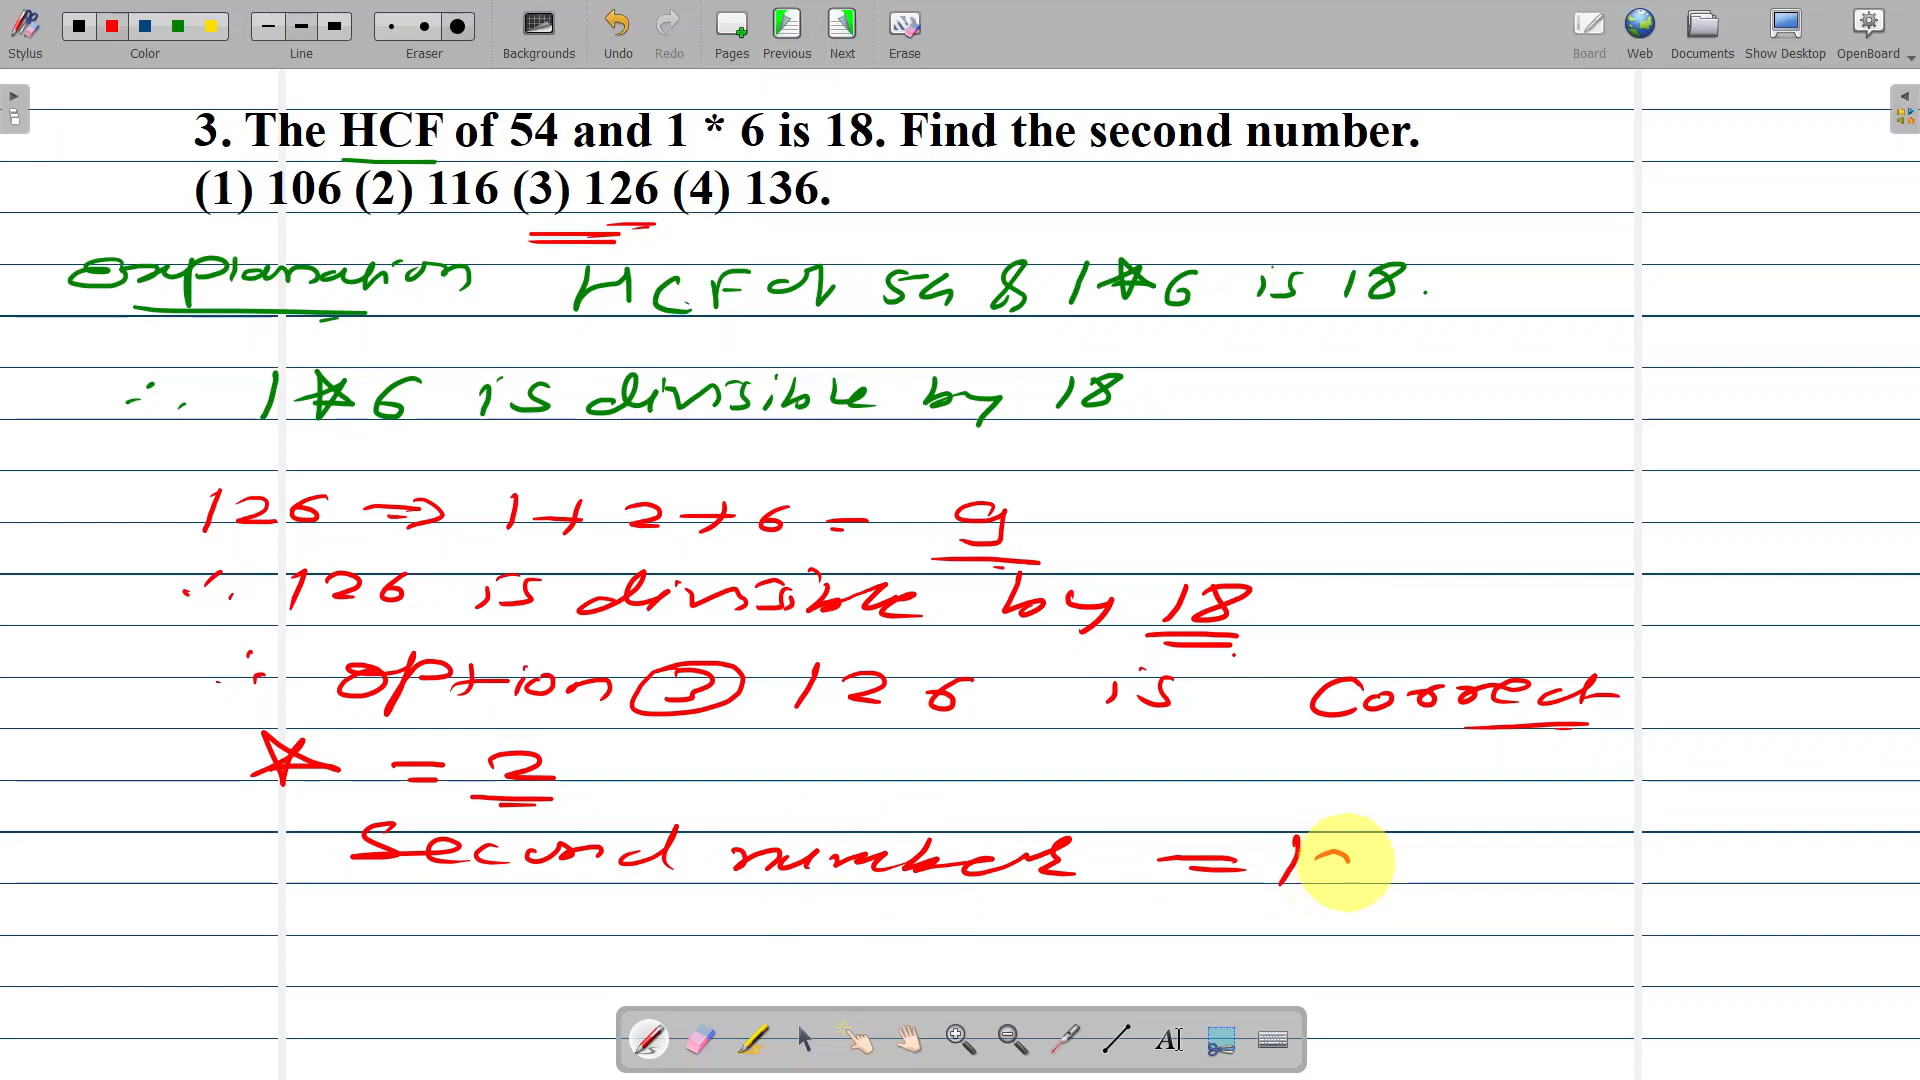 Stylus Color Line Eraser Backgrounds Undo Redo Pages Previous Next Erase Board Web Documents Show Desktop OpenBoard
3. The HCF of 54 and 1 * 6 is 18. Find the second number.
(1) 106 (2) 116 (3) 126 (4) 136.
Explanation HCF of 54 & 1*6 is 18.
∴ 1*6 is divisible by 18
126 ⇒ 1+2+6 = 9
∴ 126 is divisible by 18
∴ option 3 126 is correct
* = 2
Second number = 1